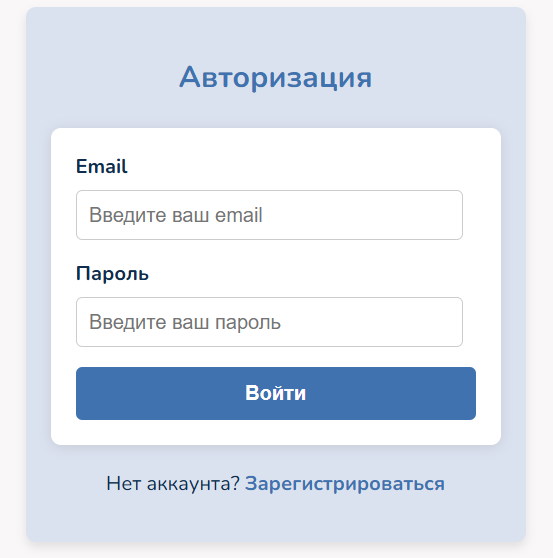 Авторизация
Email
Введите ваш email
Пароль
Введите ваш пароль
Войти
Нет аккаунта? Зарегистрироваться